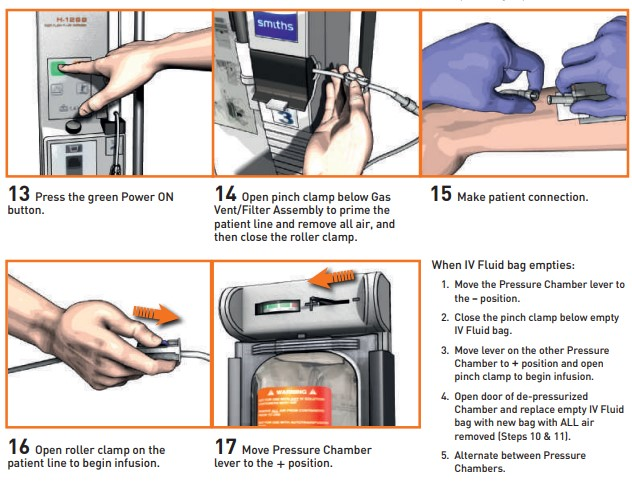 H-1200
smiths
3
13 Press the green Power ON
button.
14 Open pinch clamp below Gas
Vent/Filter Assembly to prime the
patient line and remove all air, and
then close the roller clamp.
15 Make patient connection.
WARNING
16 Open roller clamp on the
patient line to begin infusion.
17 Move Pressure Chamber
lever to the + position.
When IV Fluid bag empties:
1. Move the Pressure Chamber lever to
the – position.
2. Close the pinch clamp below empty
IV Fluid bag.
3. Move lever on the other Pressure
Chamber to + position and open
pinch clamp to begin infusion.
4. Open door of de-pressurized
Chamber and replace empty IV Fluid
bag with new bag with ALL air
removed (Steps 10 & 11).
5. Alternate between Pressure
Chambers.